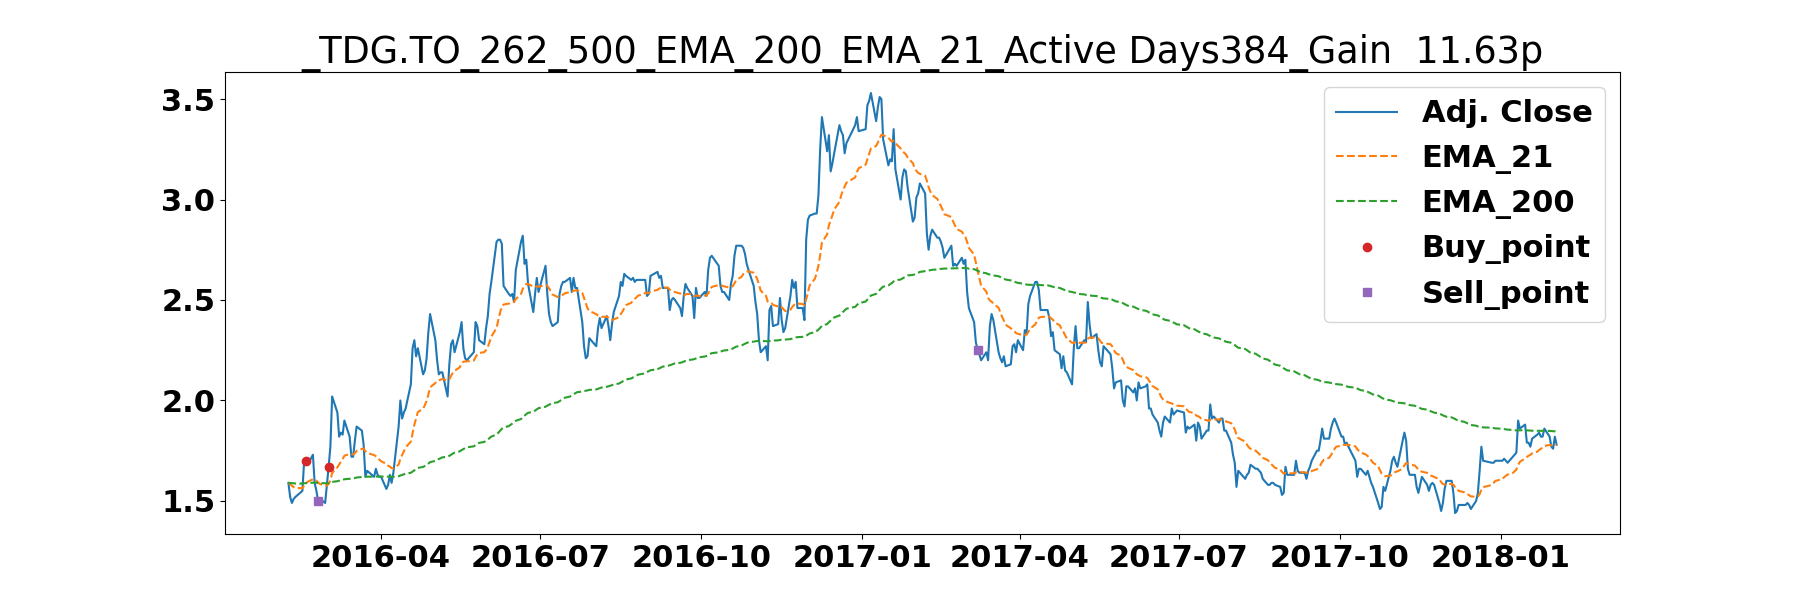 _TDG.TO_262_500_EMA_200_EMA_21_Active Days384_Gain  11.63p
3.5
3.0
2.5
2.0
1.5
Adj. Close
EMA_21
EMA_200
Buy_point
Sell_point
2016-04 2016-07 2016-10 2017-01 2017-04 2017-07 2017-10 2018-01